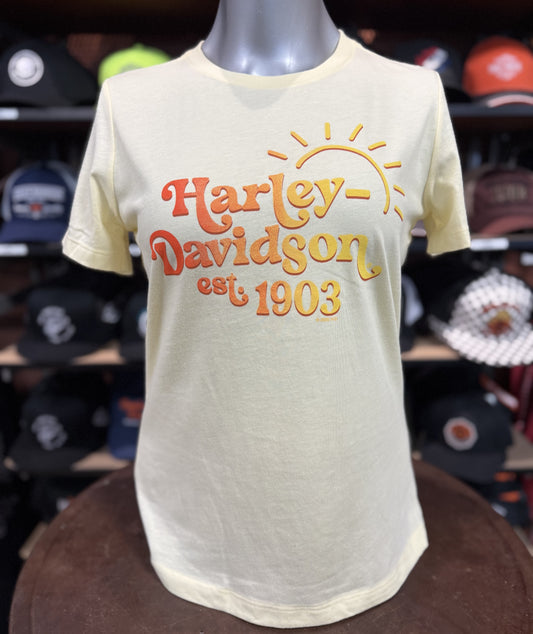 Harley-
Davidson
est. 1903